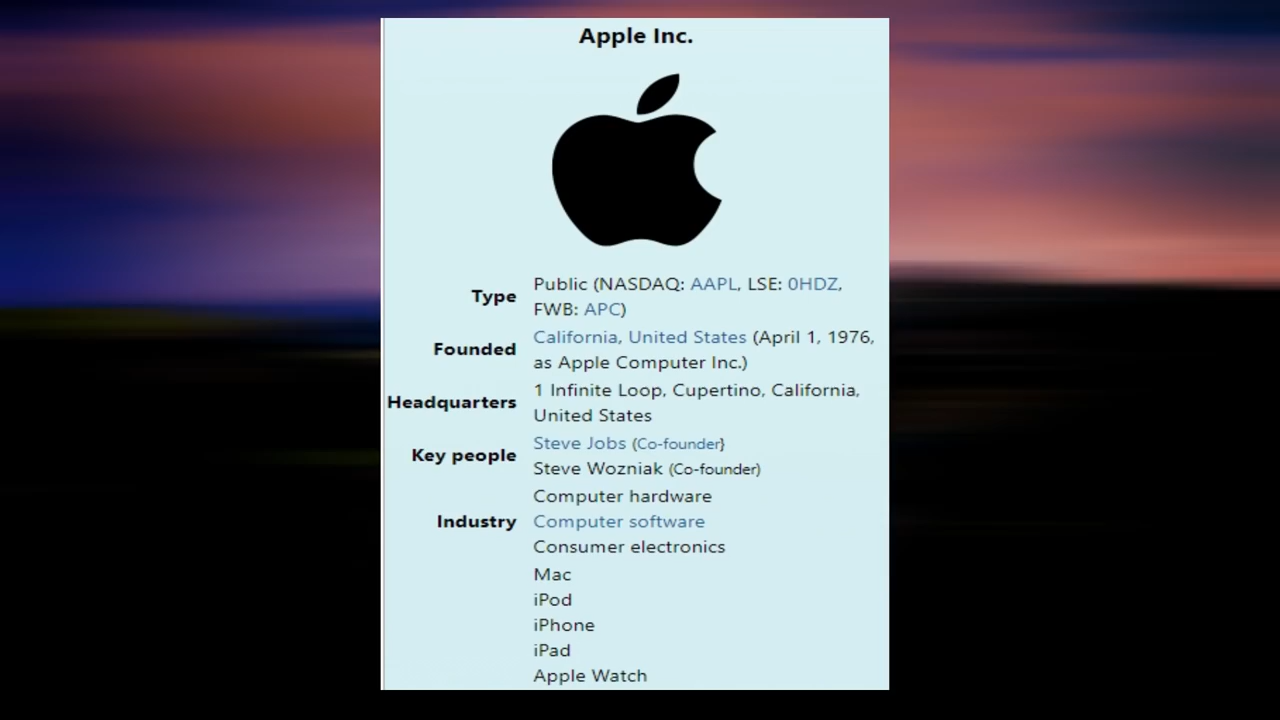 Apple Inc.
Type
Public (NASDAQ: AAPL, LSE: 0HDZ,
FWB: APC)
Founded
California, United States (April 1, 1976,
as Apple Computer Inc.)
Headquarters
1 Infinite Loop, Cupertino, California,
United States
Key people
Steve Jobs (Co-founder}
Steve Wozniak (Co-founder)
Industry
Computer hardware
Computer software
Consumer electronics
Mac
iPod
iPhone
iPad
Apple Watch